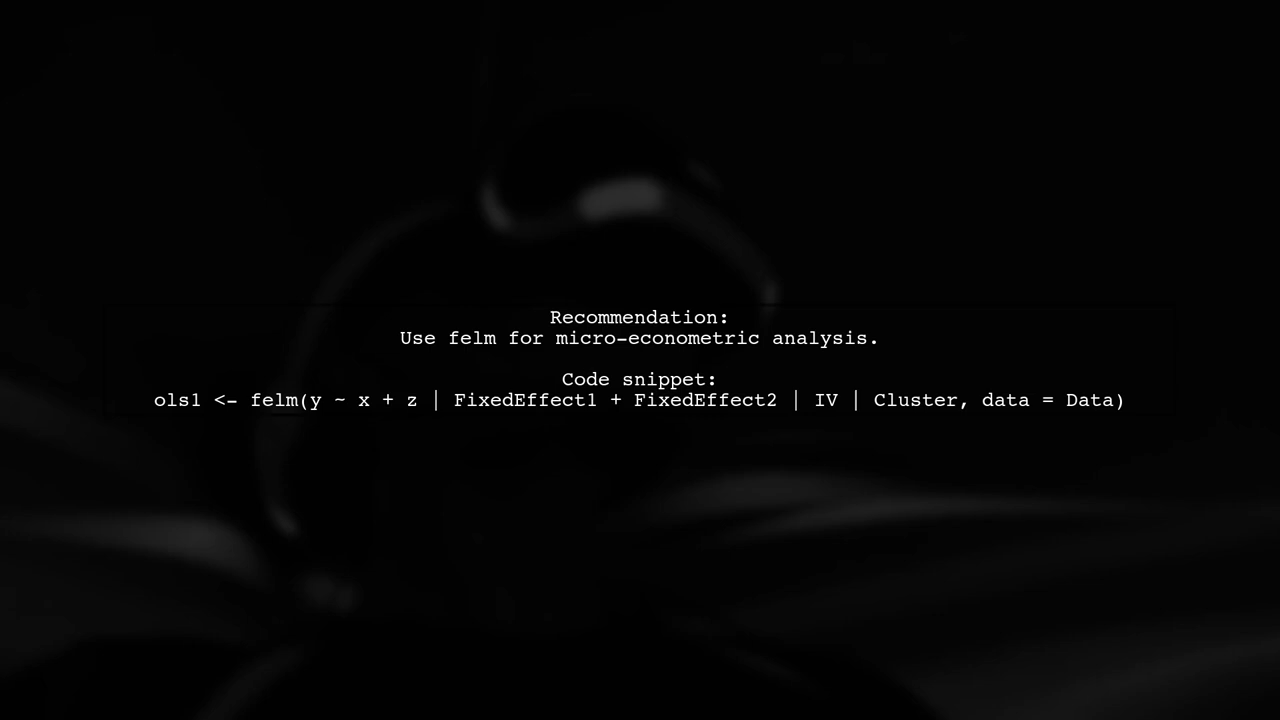 Recommendation:
Use felm for micro-econometric analysis.
Code snippet:
ols1 <- felm(y ~ x + z | FixedEffect1 + FixedEffect2 | IV | Cluster, data = Data)